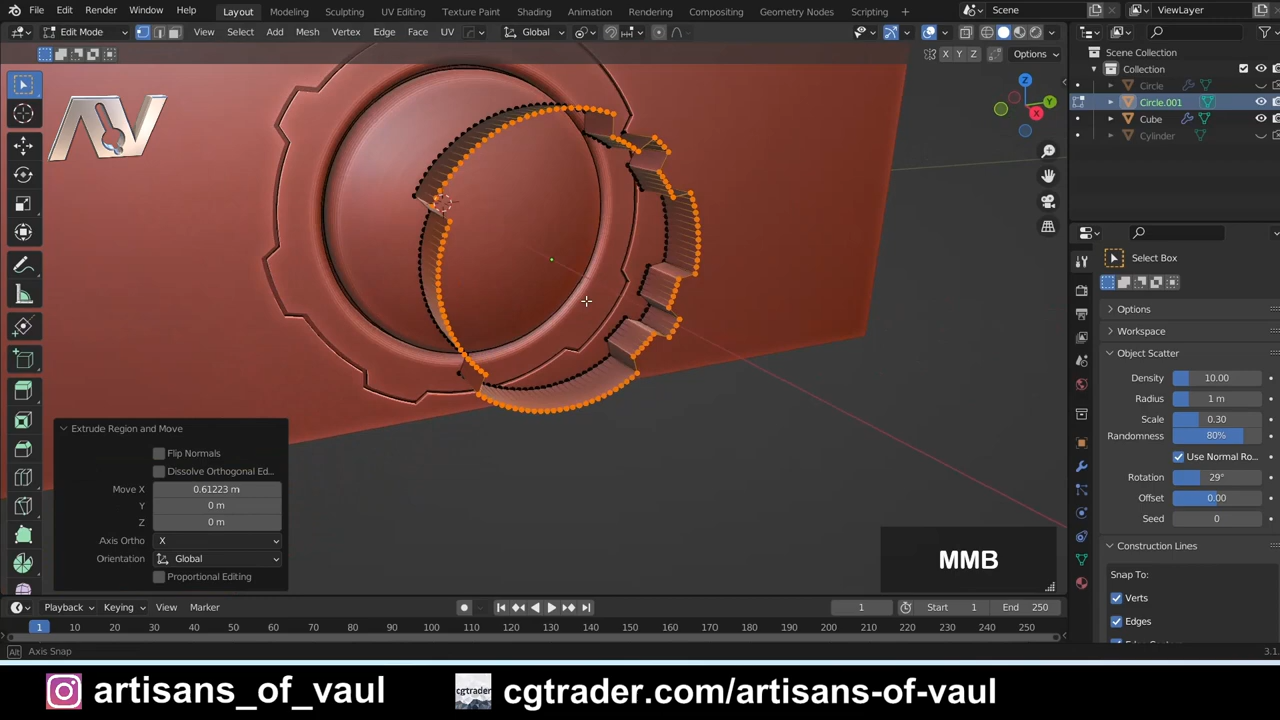 File Edit Render Window Help Layout Modeling Sculpting UV Editing Texture Paint Shading Animation Rendering Compositing Geometry Nodes Scripting Scene ViewLayer
Edit Mode View Select Add Mesh Vertex Edge Face UV Global
X Y Z Options
Scene Collection
Collection
Circle
Circle.001
Cube
Cylinder
Z
Y
X
AV
Select Box
Options
Workspace
Object Scatter
Density 10.00
Radius 1 m
Scale 0.30
Randomness 80%
Use Normal Ro...
Rotation 29°
Offset 0.00
Seed 0
Construction Lines
Snap To:
Verts
Edges
Extrude Region and Move
Flip Normals
Dissolve Orthogonal Ed...
Move X 0.61223 m
Y 0 m
Z 0 m
Axis Ortho X
Orientation Global
Proportional Editing
MMB
Playback Keying View Marker 1 Start 1 End 250
1 10 20 30 40 50 60 70 80 90 100 110 120 130 140 150 160 170 180 190 200 210 220 230 240 250
Alt Axis Snap 3.1
artisans_of_vaul cgtrader cgtrader.com/artisans-of-vaul